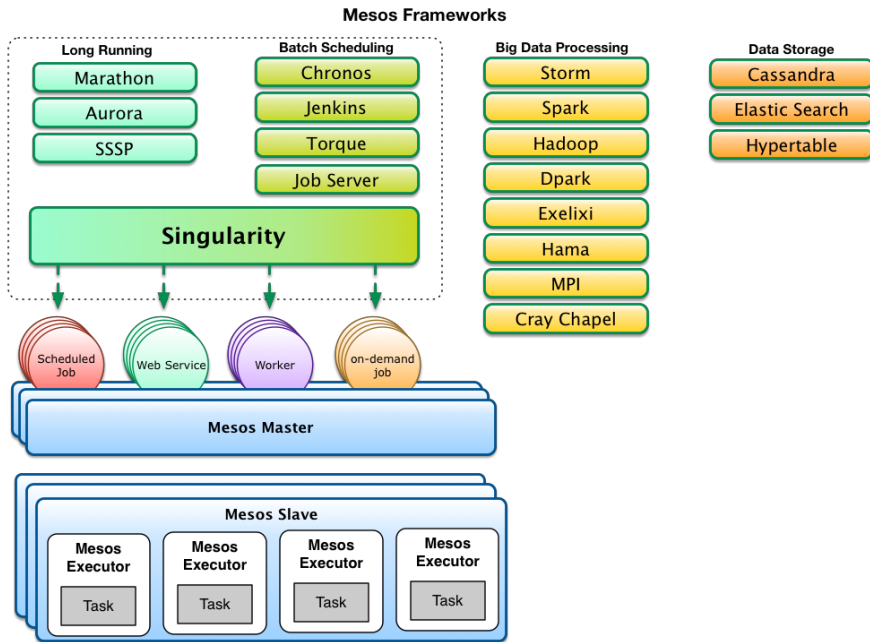 Mesos Frameworks
Long Running
Marathon
Aurora
SSSP
Batch Scheduling
Chronos
Jenkins
Torque
Job Server
Singularity
Big Data Processing
Storm
Spark
Hadoop
Dpark
Exelixi
Hama
MPI
Cray Chapel
Data Storage
Cassandra
Elastic Search
Hypertable
Scheduled
Job
Web Service
Worker
on-demand
job
Mesos Master
Mesos Slave
Mesos
Executor
Task
Mesos
Executor
Task
Mesos
Executor
Task
Mesos
Executor
Task